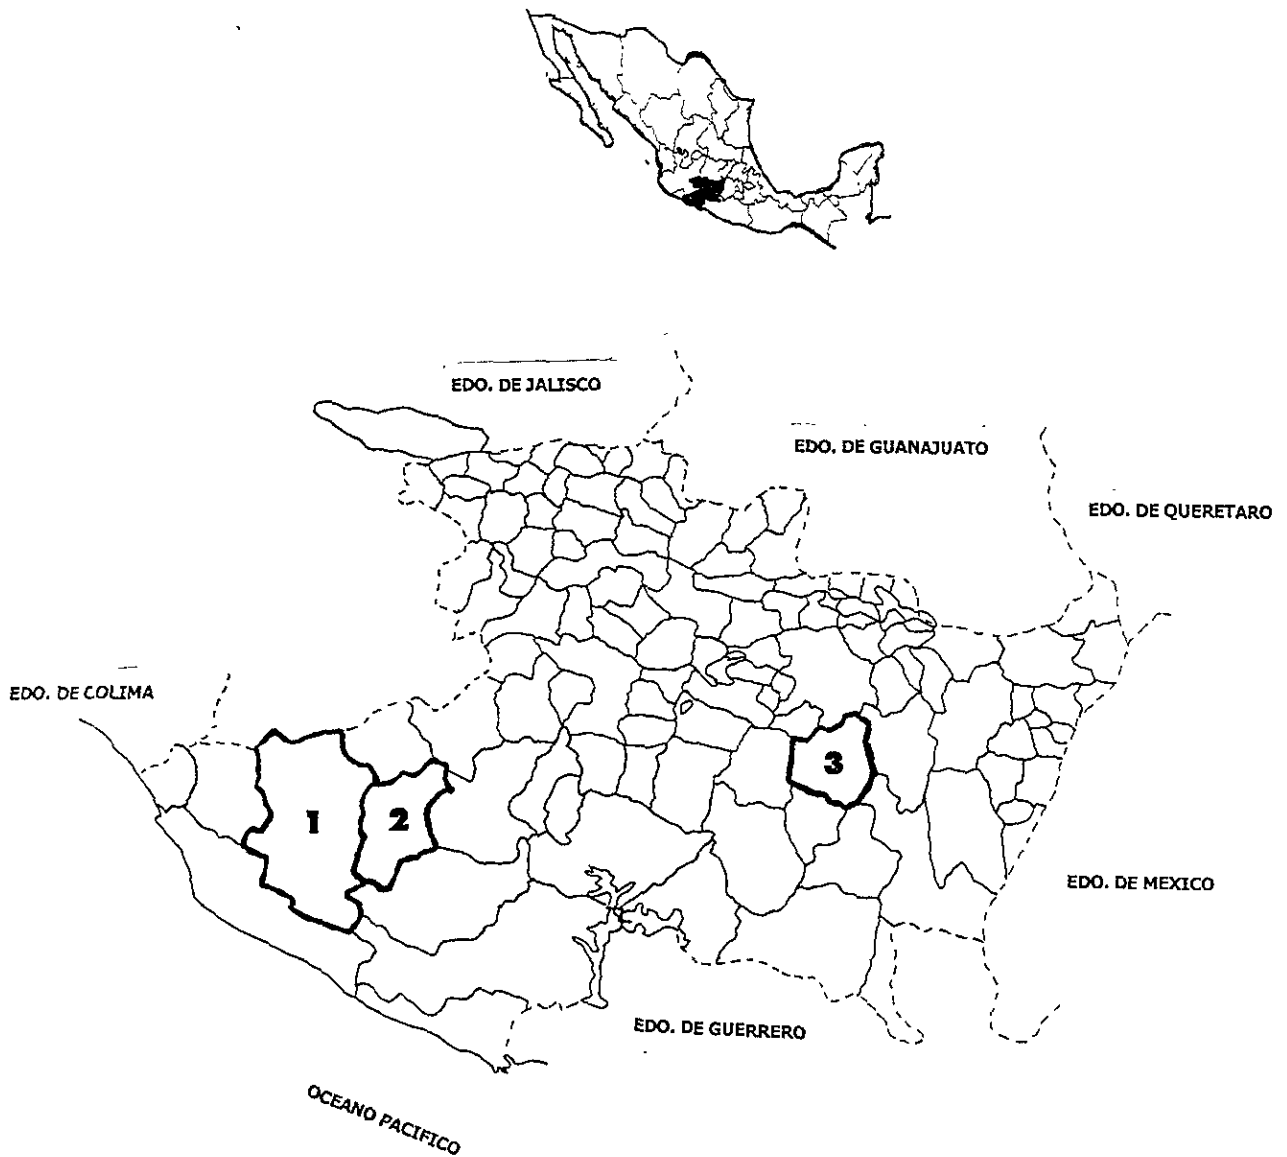 EDO. DE JALISCO
EDO. DE GUANAJUATO
EDO. DE QUERETARO
EDO. DE COLIMA
3
1
2
EDO. DE MEXICO
EDO. DE GUERRERO
OCEANO PACIFICO